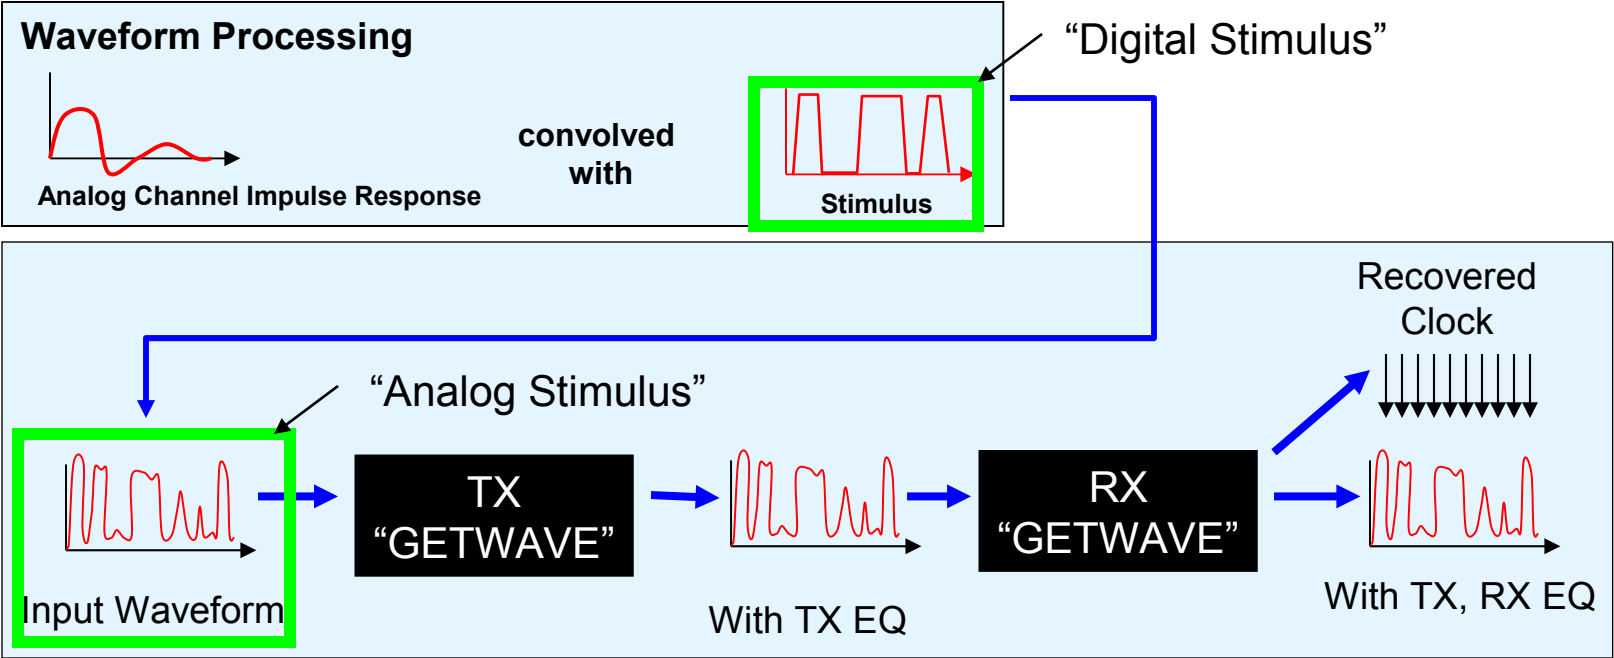 Waveform Processing
“Digital Stimulus”
convolved
with
Analog Channel Impulse Response
Stimulus
Recovered
Clock
“Analog Stimulus”
TX
“GETWAVE”
RX
“GETWAVE”
Input Waveform
With TX EQ
With TX, RX EQ